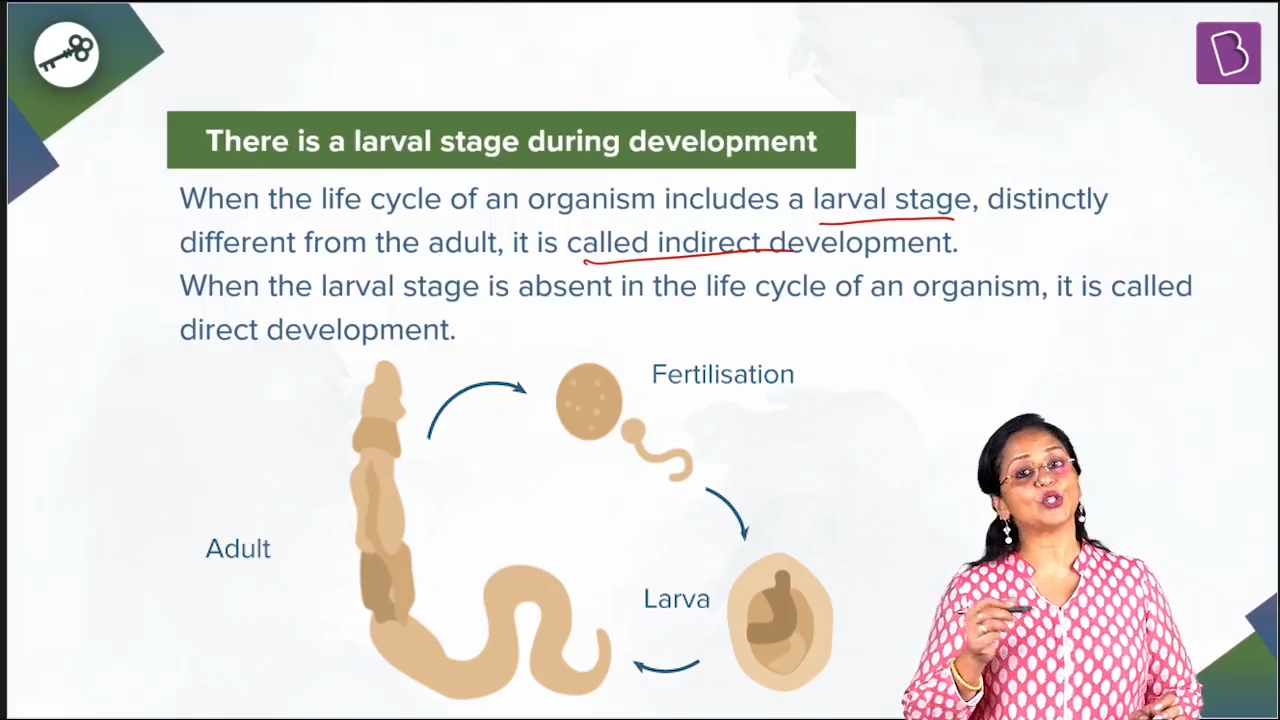 There is a larval stage during development
When the life cycle of an organism includes a larval stage, distinctly
different from the adult, it is called indirect development.
When the larval stage is absent in the life cycle of an organism, it is called
direct development.
Fertilisation
Adult
Larva
B